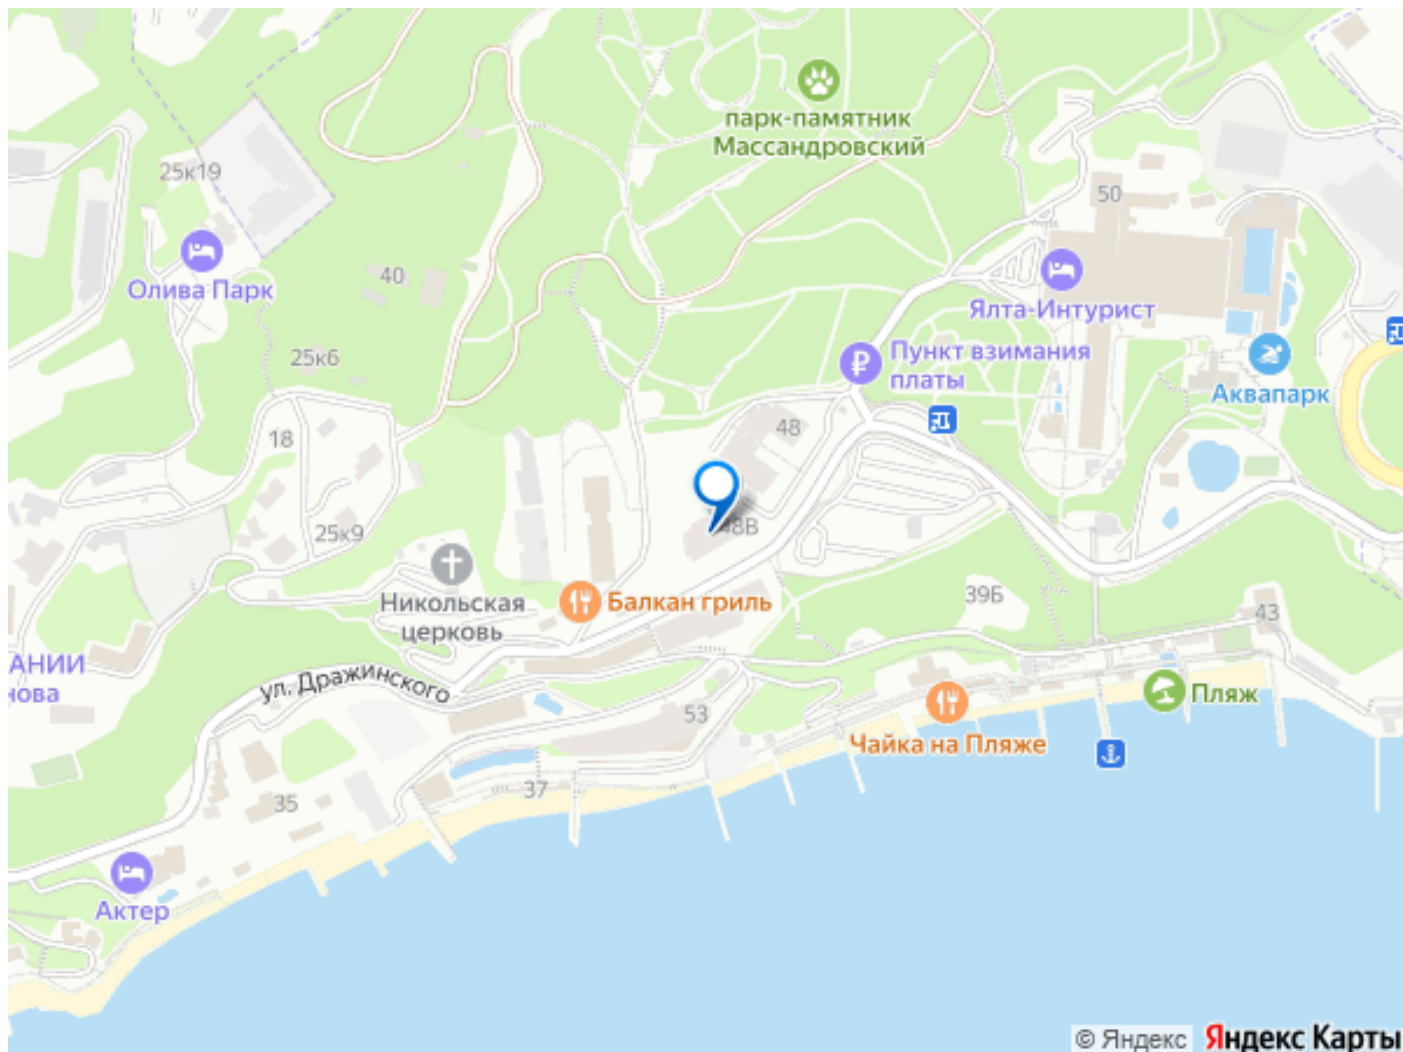 парк-памятник
Массандровский
25к19
50
Олива Парк
40
Ялта-Интурист
25к6
Пункт взимания
платы
Аквапарк
18
48
25к9
48В
Никольская
церковь
Балкан гриль
39Б
43
АНИИ
нова
ул. Дражинского
53
Пляж
Чайка на Пляже
37
35
Актер
© Яндекс Яндекс Карты